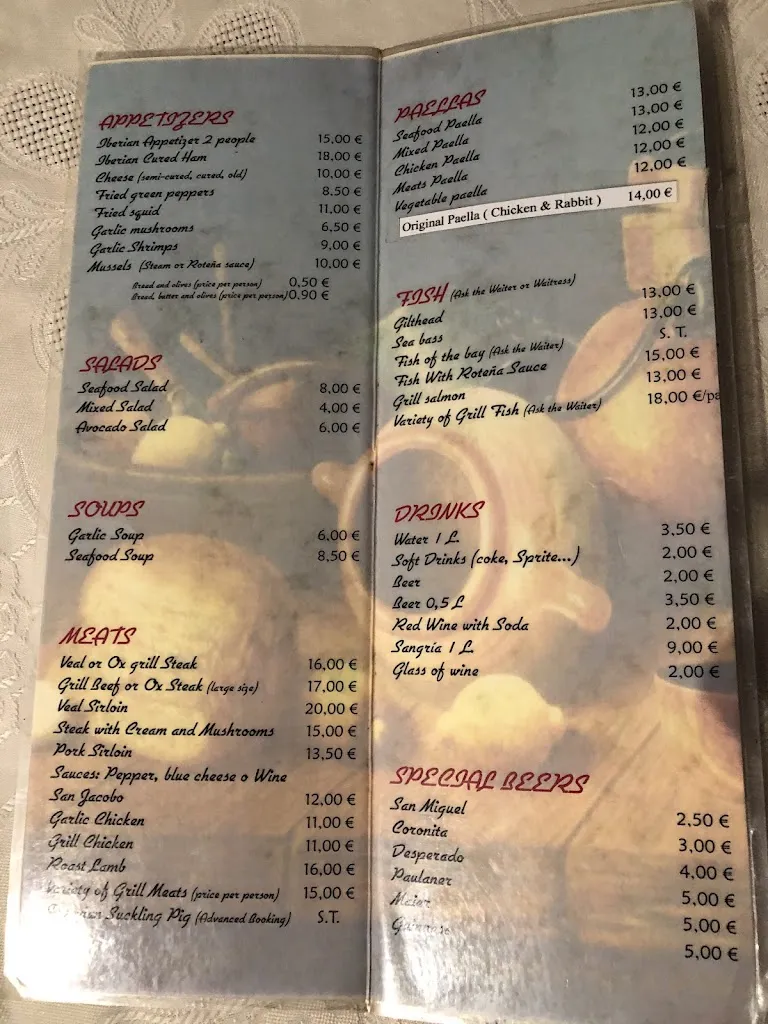 APPETIZERS
Iberian Appetizer 2 people 15,00 €
Iberian Cured Ham 18,00 €
Cheese (semi-cured, cured, old) 10,00 €
Fried green peppers 8,50 €
Fried squid 11,00 €
Garlic mushrooms 6,50 €
Garlic Shrimps 9,00 €
Mussels (Steam or Roteña sauce) 10,00 €
Bread and olives (price per person) 0,50 €
Bread, butter and olives (price per person) 0.90 €
SALADS
Seafood Salad 8,00 €
Mixed Salad 4,00 €
Avocado Salad 6,00 €
SOUPS
Garlic Soup 6,00 €
Seafood Soup 8,50 €
MEATS
Veal or Ox grill Steak 16,00 €
Grill Beef or Ox Steak (large size) 17,00 €
Veal Sirloin 20,00 €
Steak with Cream and Mushrooms 15,00 €
Pork Sirloin 13,50 €
Sauces: Pepper, blue cheese o Wine
San Jacobo 12,00 €
Garlic Chicken 11,00 €
Grill Chicken 11,00 €
Roast Lamb 16,00 €
Variety of Grill Meats (price per person) 15,00 €
Suckling Pig (Advanced Booking) S.T.
PAELLAS
Seafood Paella 13,00 €
Mixed Paella 13,00 €
Chicken Paella 12,00 €
Meats Paella 12,00 €
Vegetable paella 12,00 €
Original Paella ( Chicken & Rabbit ) 14,00 €
FISH (Ask the Waiter or Waitress)
Gilthead 13,00 €
Sea bass 13,00 €
Fish of the bay (Ask the Waiter) S. T.
Fish With Roteña Sauce 15,00 €
Grill salmon 13,00 €
Variety of Grill Fish (Ask the Waiter) 18,00 €/pa
DRINKS
Water 1 L. 3,50 €
Soft Drinks (coke, Sprite...) 2,00 €
Beer 2,00 €
Beer 0,5 L 3,50 €
Red Wine with Soda 2,00 €
Sangría 1 L. 9,00 €
Glass of wine 2,00 €
SPECIAL BEERS
San Miguel 2,50 €
Coronita 3,00 €
Desperado 4,00 €
Paulaner 5,00 €
5,00 €
5,00 €